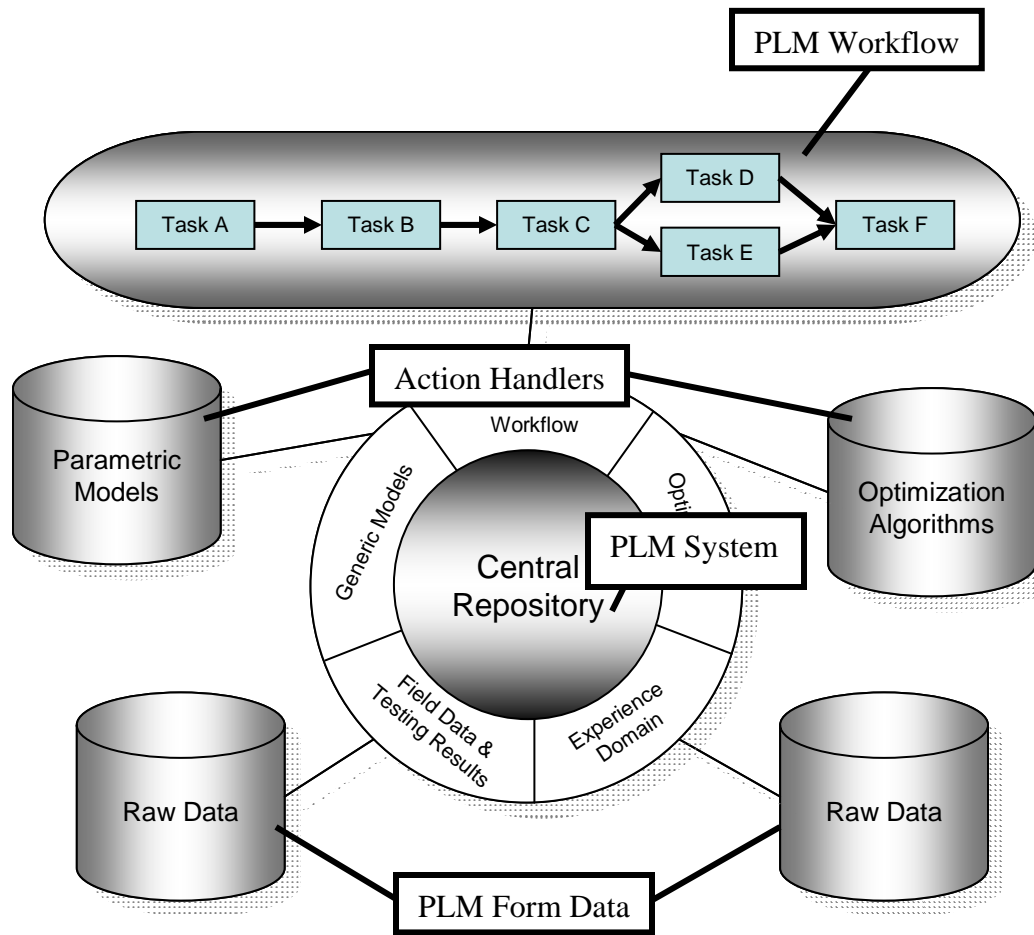 PLM Workflow
Task D
Task A
Task B
Task C
Task F
Task E
Action Handlers
Workflow
Parametric
Models
Generic Models
Opti
Optimization
Algorithms
PLM System
Central
Repository
Field Data &
Testing Results
Experience
Domain
Raw Data
Raw Data
PLM Form Data